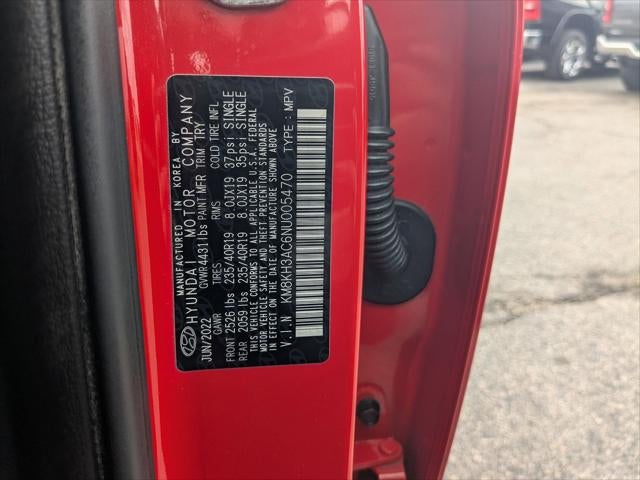 MANUFACTURED IN KOREA BY
HYUNDAI MOTOR COMPANY
JUN/2022 GVWR 4431 lbs PAINT MFR TRIM TRY
GAWR TIRES RIMS COLD TIRE INFL
FRONT 2526 lbs 235/40R19 8.0JX19 37psi SINGLE
REAR 2059 lbs 235/40R19 8.0JX19 35psi SINGLE
THIS VEHICLE CONFORMS TO ALL APPLICABLE U.S.A. FEDERAL
MOTOR VEHICLE SAFETY AND THEFT PREVENTION STANDARDS
IN EFFECT ON THE DATE OF MANUFACTURE SHOWN ABOVE
V.I.N KM8KH3AC6NU005470 TYPE : MPV